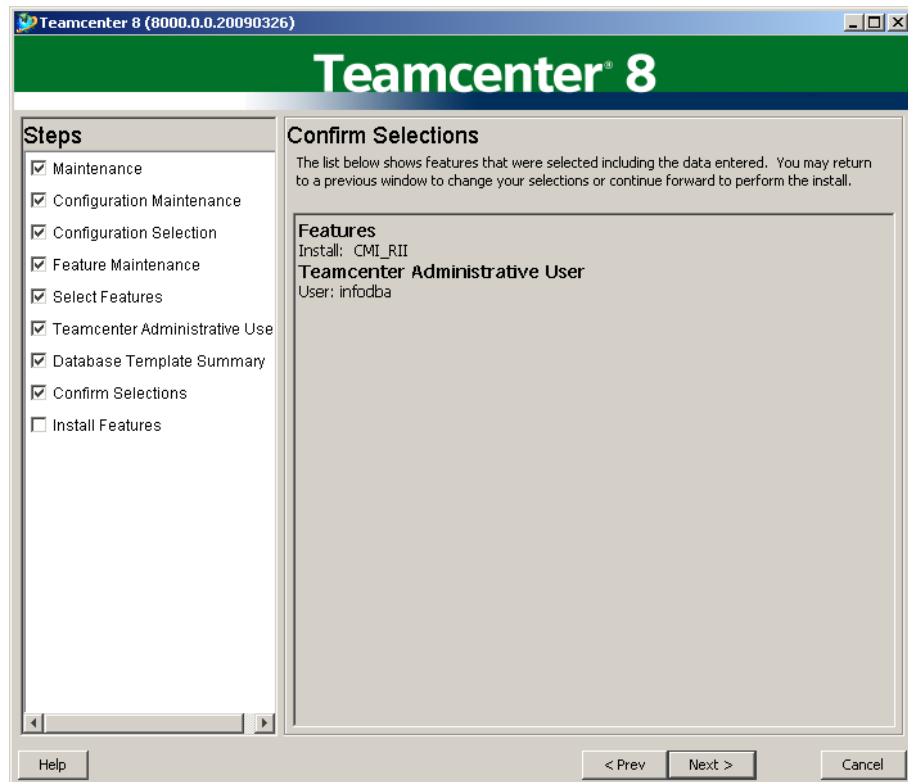 Teamcenter 8 (8000.0.0.20090326)
Teamcenter® 8
Steps
Maintenance
Configuration Maintenance
Configuration Selection
Feature Maintenance
Select Features
Teamcenter Administrative Use
Database Template Summary
Confirm Selections
Install Features
Confirm Selections
The list below shows features that were selected including the data entered. You may return
to a previous window to change your selections or continue forward to perform the install.
Features
Install: CMI_RII
Teamcenter Administrative User
User: infodba
Help
< Prev
Next >
Cancel